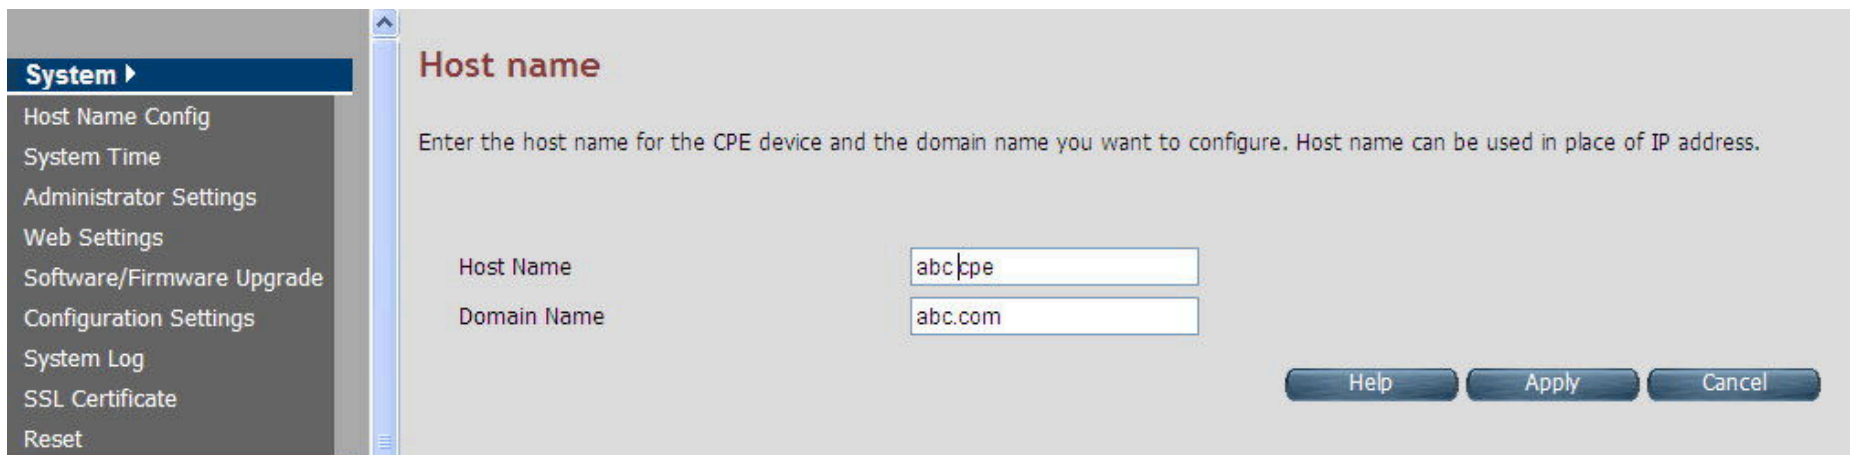 System
Host Name Config
System Time
Administrator Settings
Web Settings
Software/Firmware Upgrade
Configuration Settings
System Log
SSL Certificate
Reset
Host name
Enter the host name for the CPE device and the domain name you want to configure. Host name can be used in place of IP address.
Host Name abc cpe
Domain Name abc.com
Help Apply Cancel